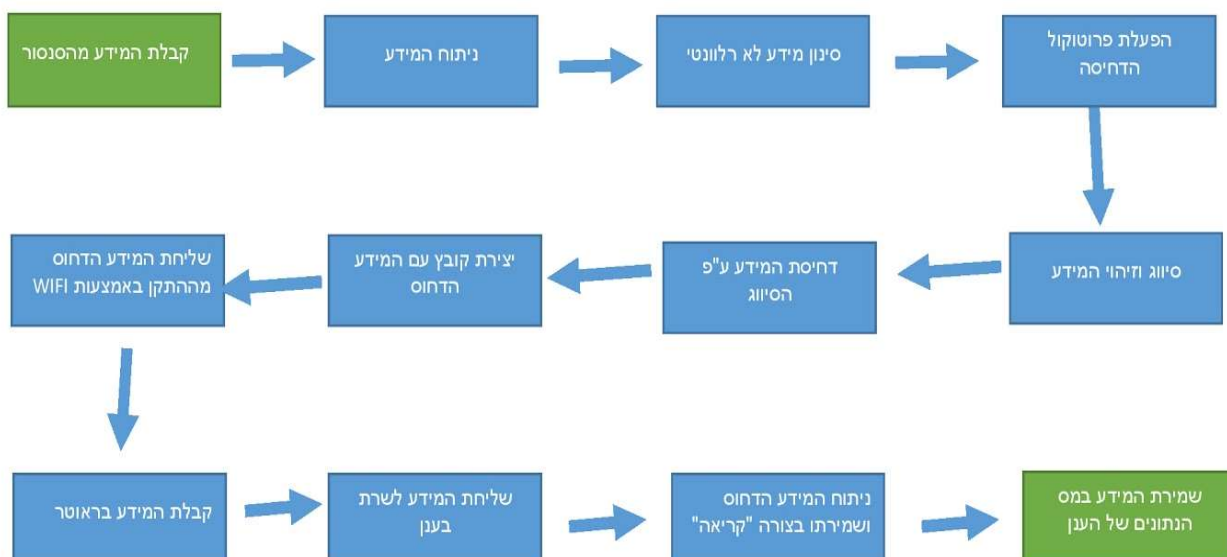 קבלת המידע מהסנסור
ניתוח המידע
סינון מידע לא רלוונטי
הפעלת פרוטוקול
הדחיסה
סיווג וזיהוי המידע
דחיסת המידע ע"פ
הסיווג
יצירת קובץ עם המידע
הדחוס
שליחת המידע הדחוס
מההתקן באמצעות WIFI
קבלת המידע בראוטר
שליחת המידע לשרת
בענן
ניתוח המידע הדחוס
ושמירתו בצורה "קריאה"
שמירת המידע במס
הנתונים של הענן